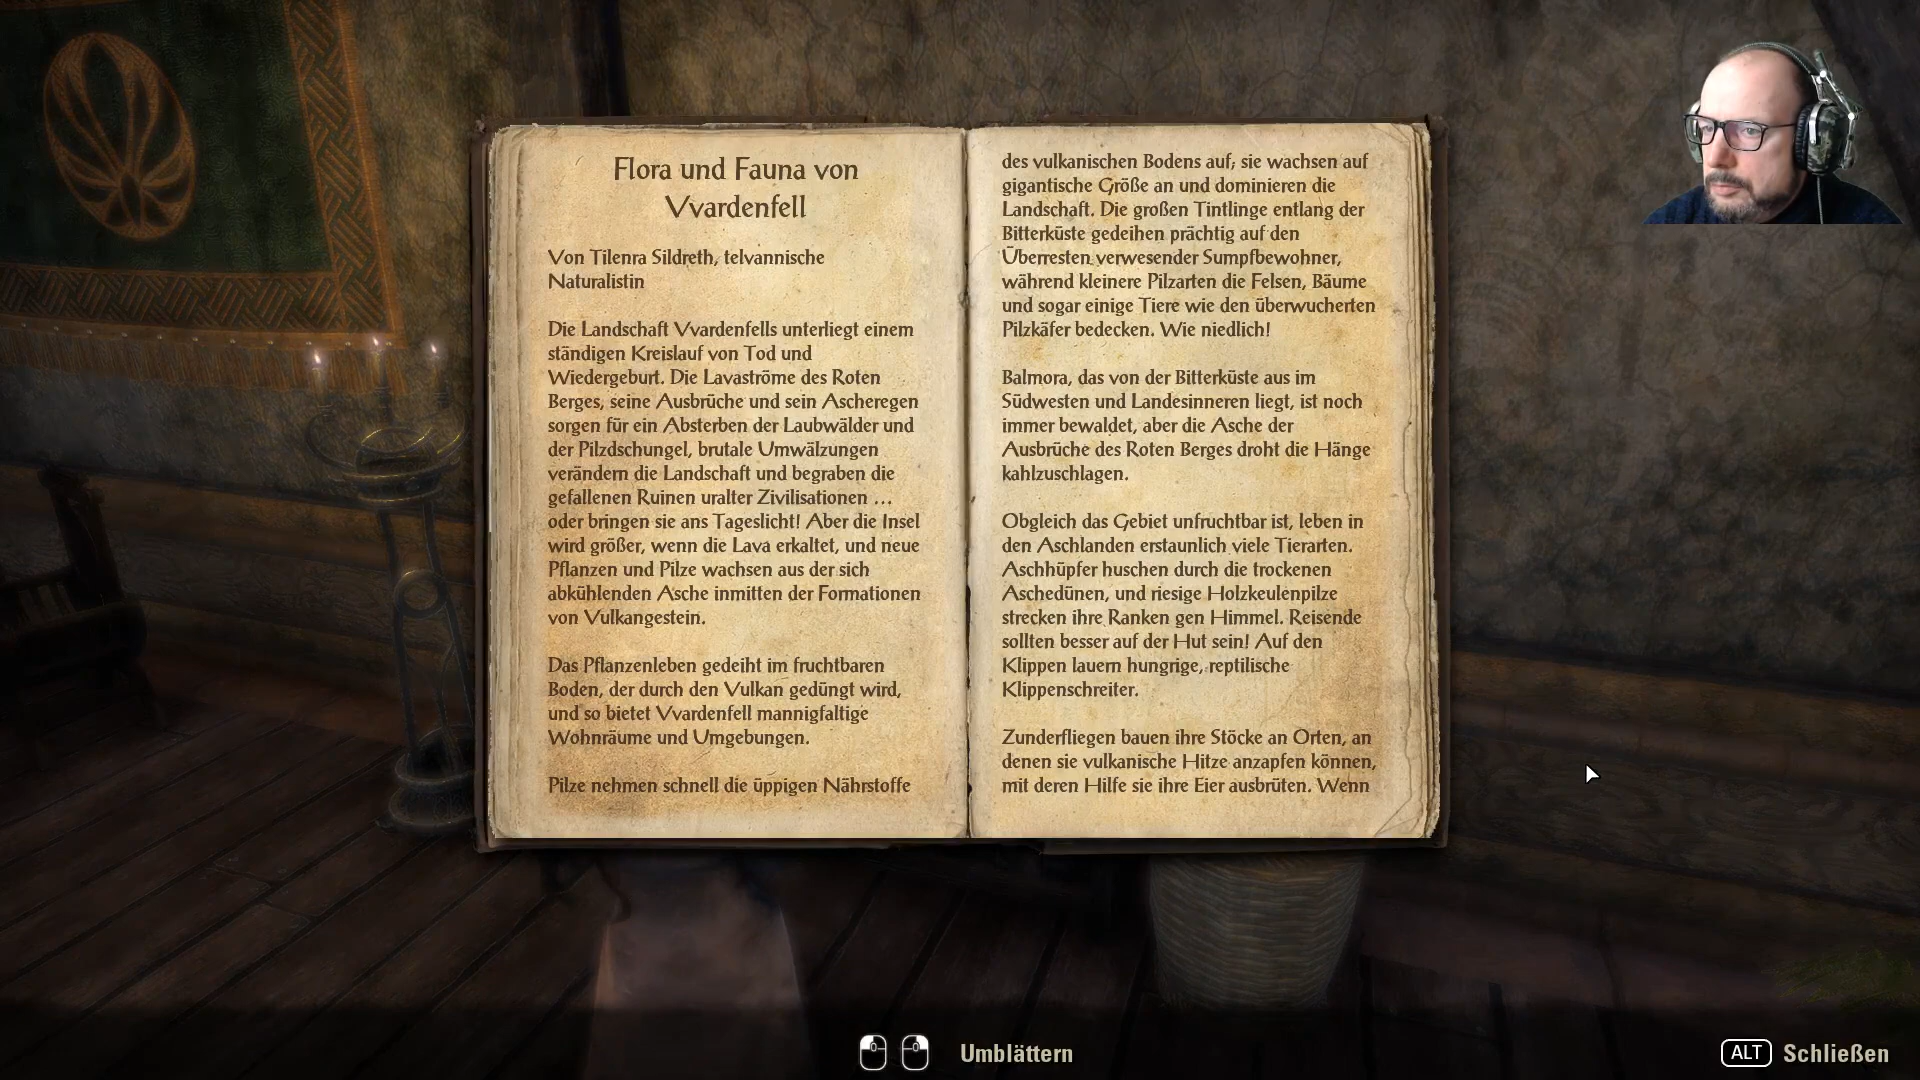 Flora und Fauna von
Vvardenfell
Von Tilenra Sildreth, telvannische
Naturalistin
Die Landschaft Vvardenfells unterliegt einem
ständigen Kreislauf von Tod und
Wiedergeburt. Die Lavaströme des Roten
Berges, seine Ausbrüche und sein Ascheregen
sorgen für ein Absterben der Laubwälder und
der Pilzdschungel, brutale Umwälzungen
verändern die Landschaft und begraben die
gefallenen Ruinen uralter Zivilisationen …
oder bringen sie ans Tageslicht! Aber die Insel
wird größer, wenn die Lava erkaltet, und neue
Pflanzen und Pilze wachsen aus der sich
abkühlenden Asche inmitten der Formationen
von Vulkangestein.
Das Pflanzenleben gedeiht im fruchtbaren
Boden, der durch den Vulkan gedüngt wird,
und so bietet Vvardenfell mannigfaltige
Wohnräume und Umgebungen.
Pilze nehmen schnell die üppigen Nährstoffe
des vulkanischen Bodens auf; sie wachsen auf
gigantische Größe an und dominieren die
Landschaft. Die großen Tintlinge entlang der
Bitterküste gedeihen prächtig auf den
Überresten verwesender Sumpfbewohner,
während kleinere Pilzarten die Felsen, Bäume
und sogar einige Tiere wie den überwucherten
Pilzkäfer bedecken. Wie niedlich!
Balmora, das von der Bitterküste aus im
Südwesten und Landesinneren liegt, ist noch
immer bewaldet, aber die Asche der
Ausbrüche des Roten Berges droht die Hänge
kahlzuschlagen.
Obgleich das Gebiet unfruchtbar ist, leben in
den Aschlanden erstaunlich viele Tierarten.
Aschhüpfer huschen durch die trockenen
Aschedünen, und riesige Holzkeulenpilze
strecken ihre Ranken gen Himmel. Reisende
sollten besser auf der Hut sein! Auf den
Klippen lauern hungrige, reptilische
Klippenschreiter.
Zunderfliegen bauen ihre Stöcke an Orten, an
denen sie vulkanische Hitze anzapfen können,
mit deren Hilfe sie ihre Eier ausbrüten. Wenn
Umblättern
ALT Schließen